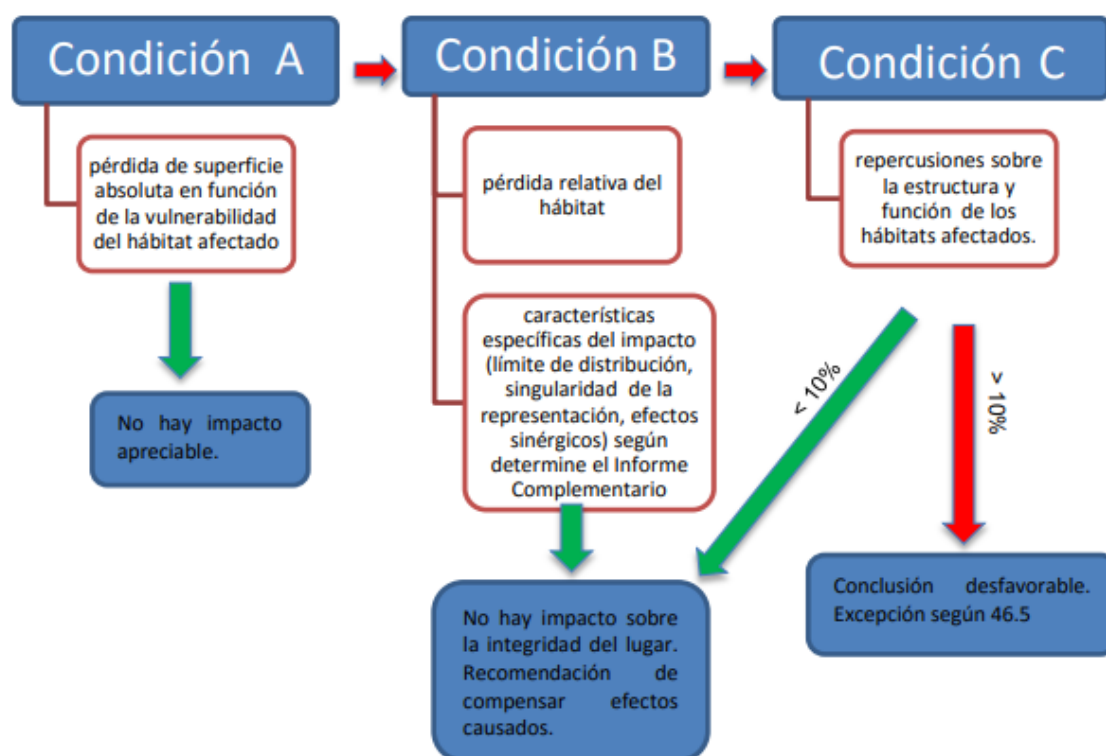 Condición A
Condición B
Condición C
pérdida de superficie
absoluta en función
de la vulnerabilidad
del hábitat afectado
pérdida relativa del
hábitat
repercusiones sobre
la estructura y
función de los
hábitats afectados.
características
específicas del impacto
(límite de distribución,
singularidad de la
representación, efectos
sinérgicos) según
determine el Informe
Complementario
< 10%
> 10%
No hay impacto
apreciable.
No hay impacto sobre
la integridad del lugar.
Recomendación de
compensar efectos
causados.
Conclusión desfavorable.
Excepción según 46.5